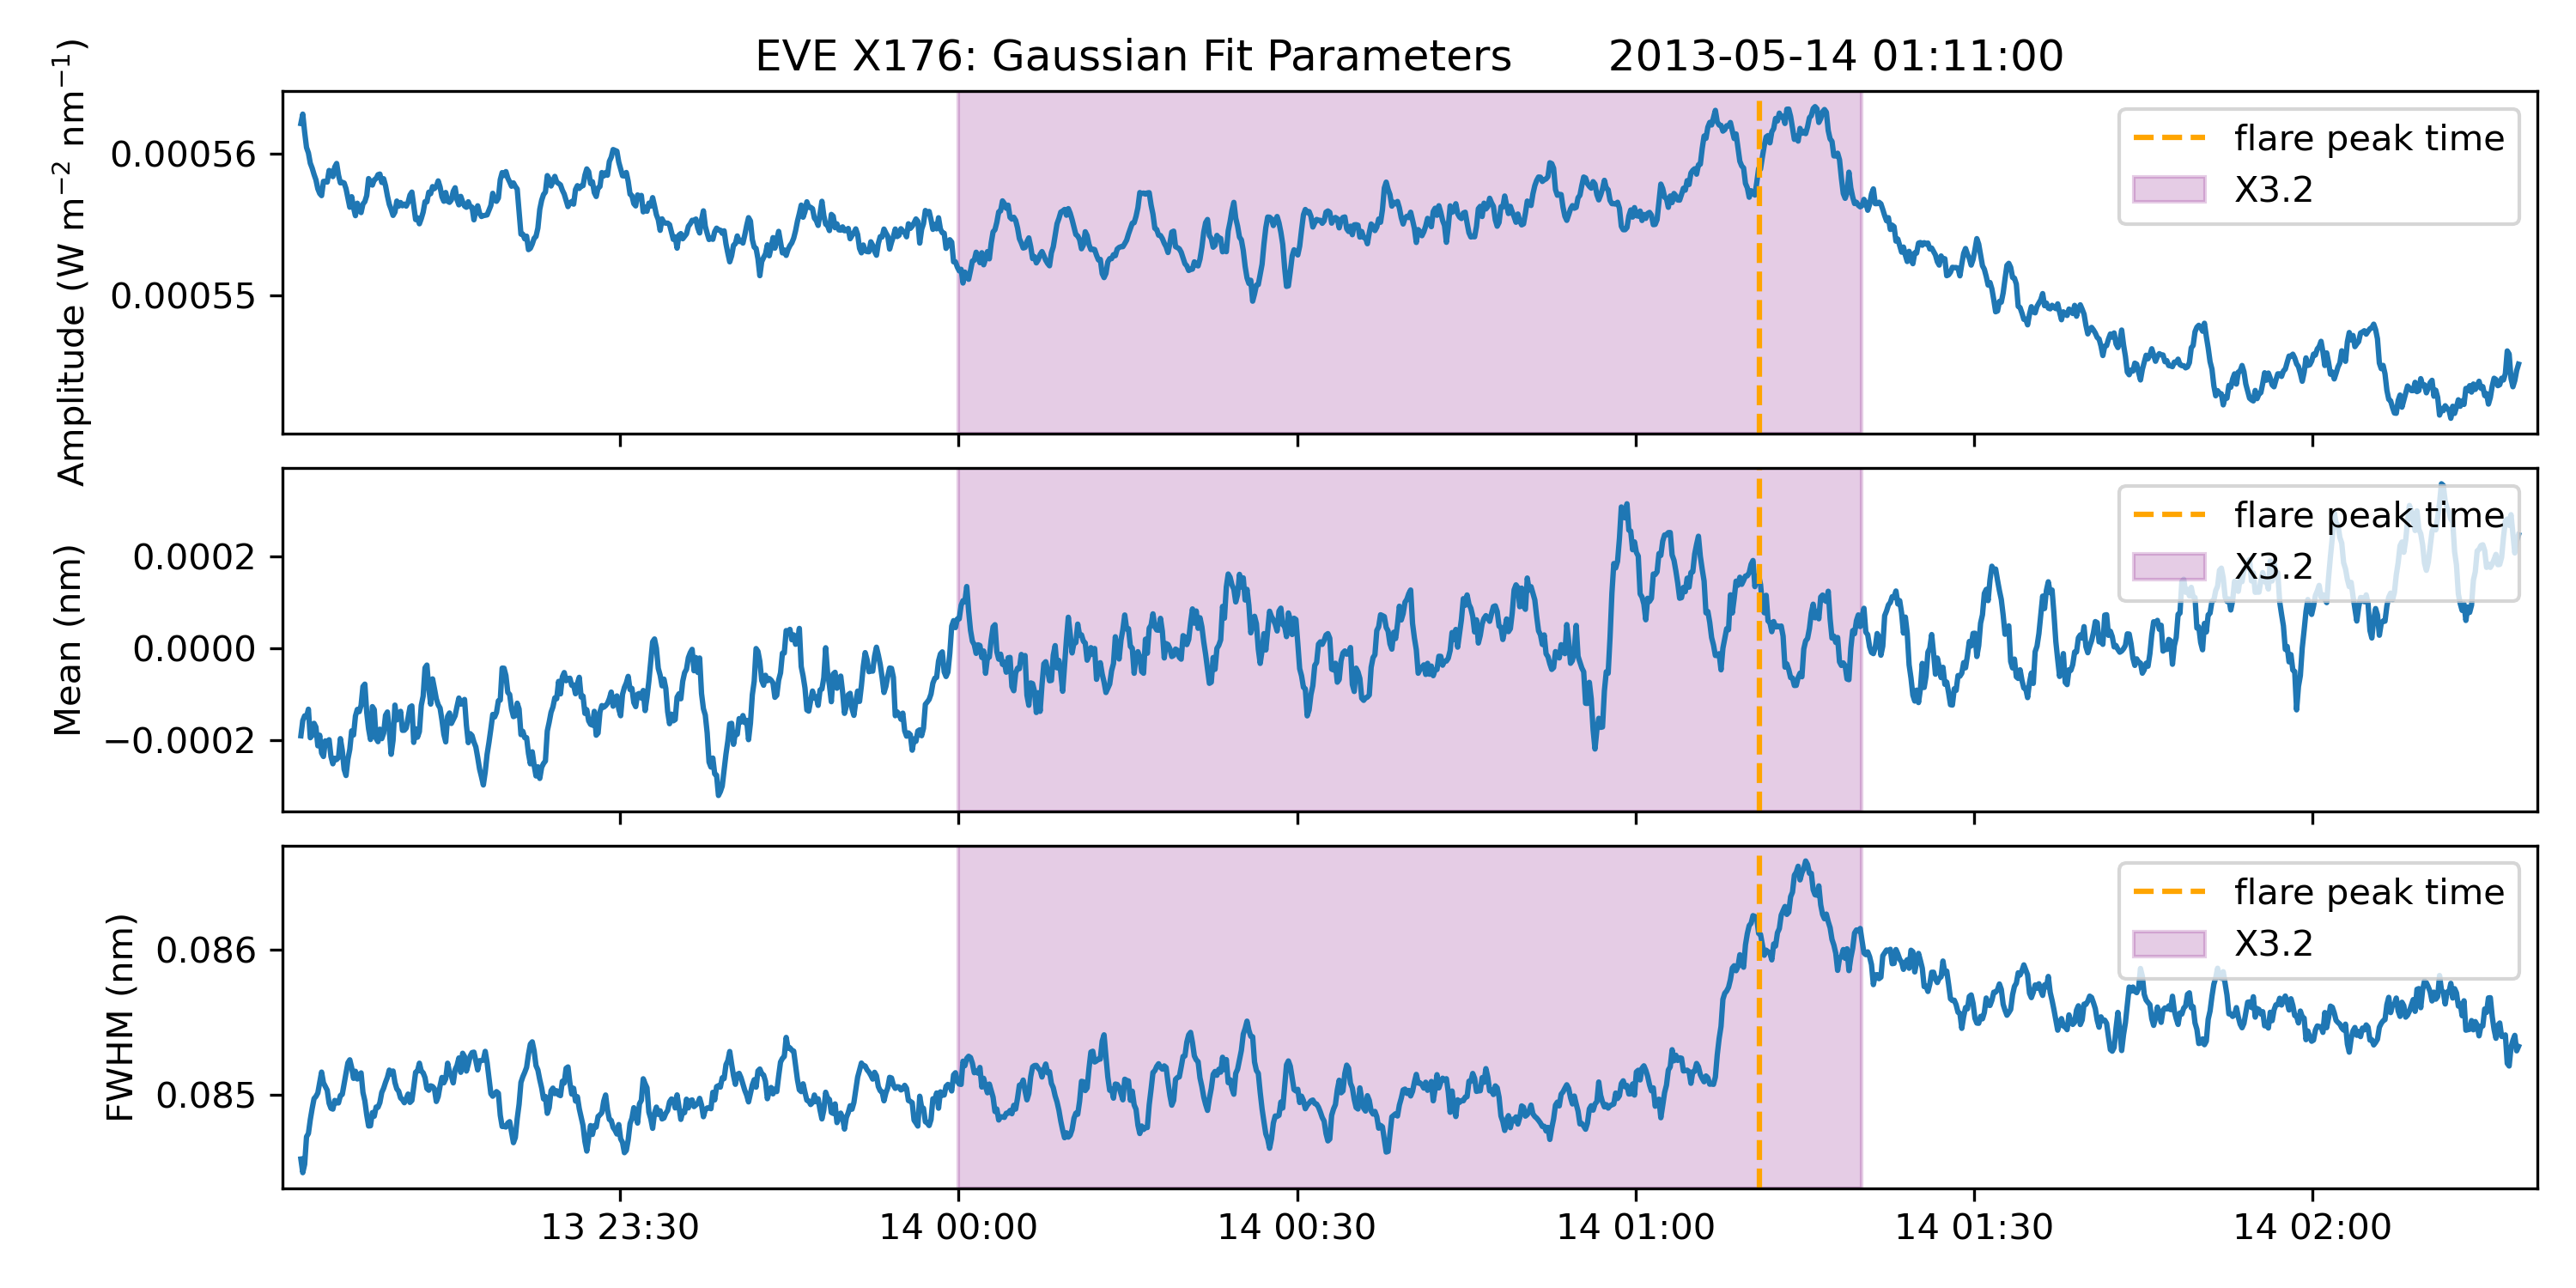 EVE X176: Gaussian Fit Parameters 2013-05-14 01:11:00
Amplitude (W m⁻² nm⁻¹)
0.00056
0.00055
flare peak time
X3.2
Mean (nm)
0.0002
0.0000
−0.0002
flare peak time
X3.2
FWHM (nm)
0.086
0.085
flare peak time
X3.2
13 23:30 14 00:00 14 00:30 14 01:00 14 01:30 14 02:00